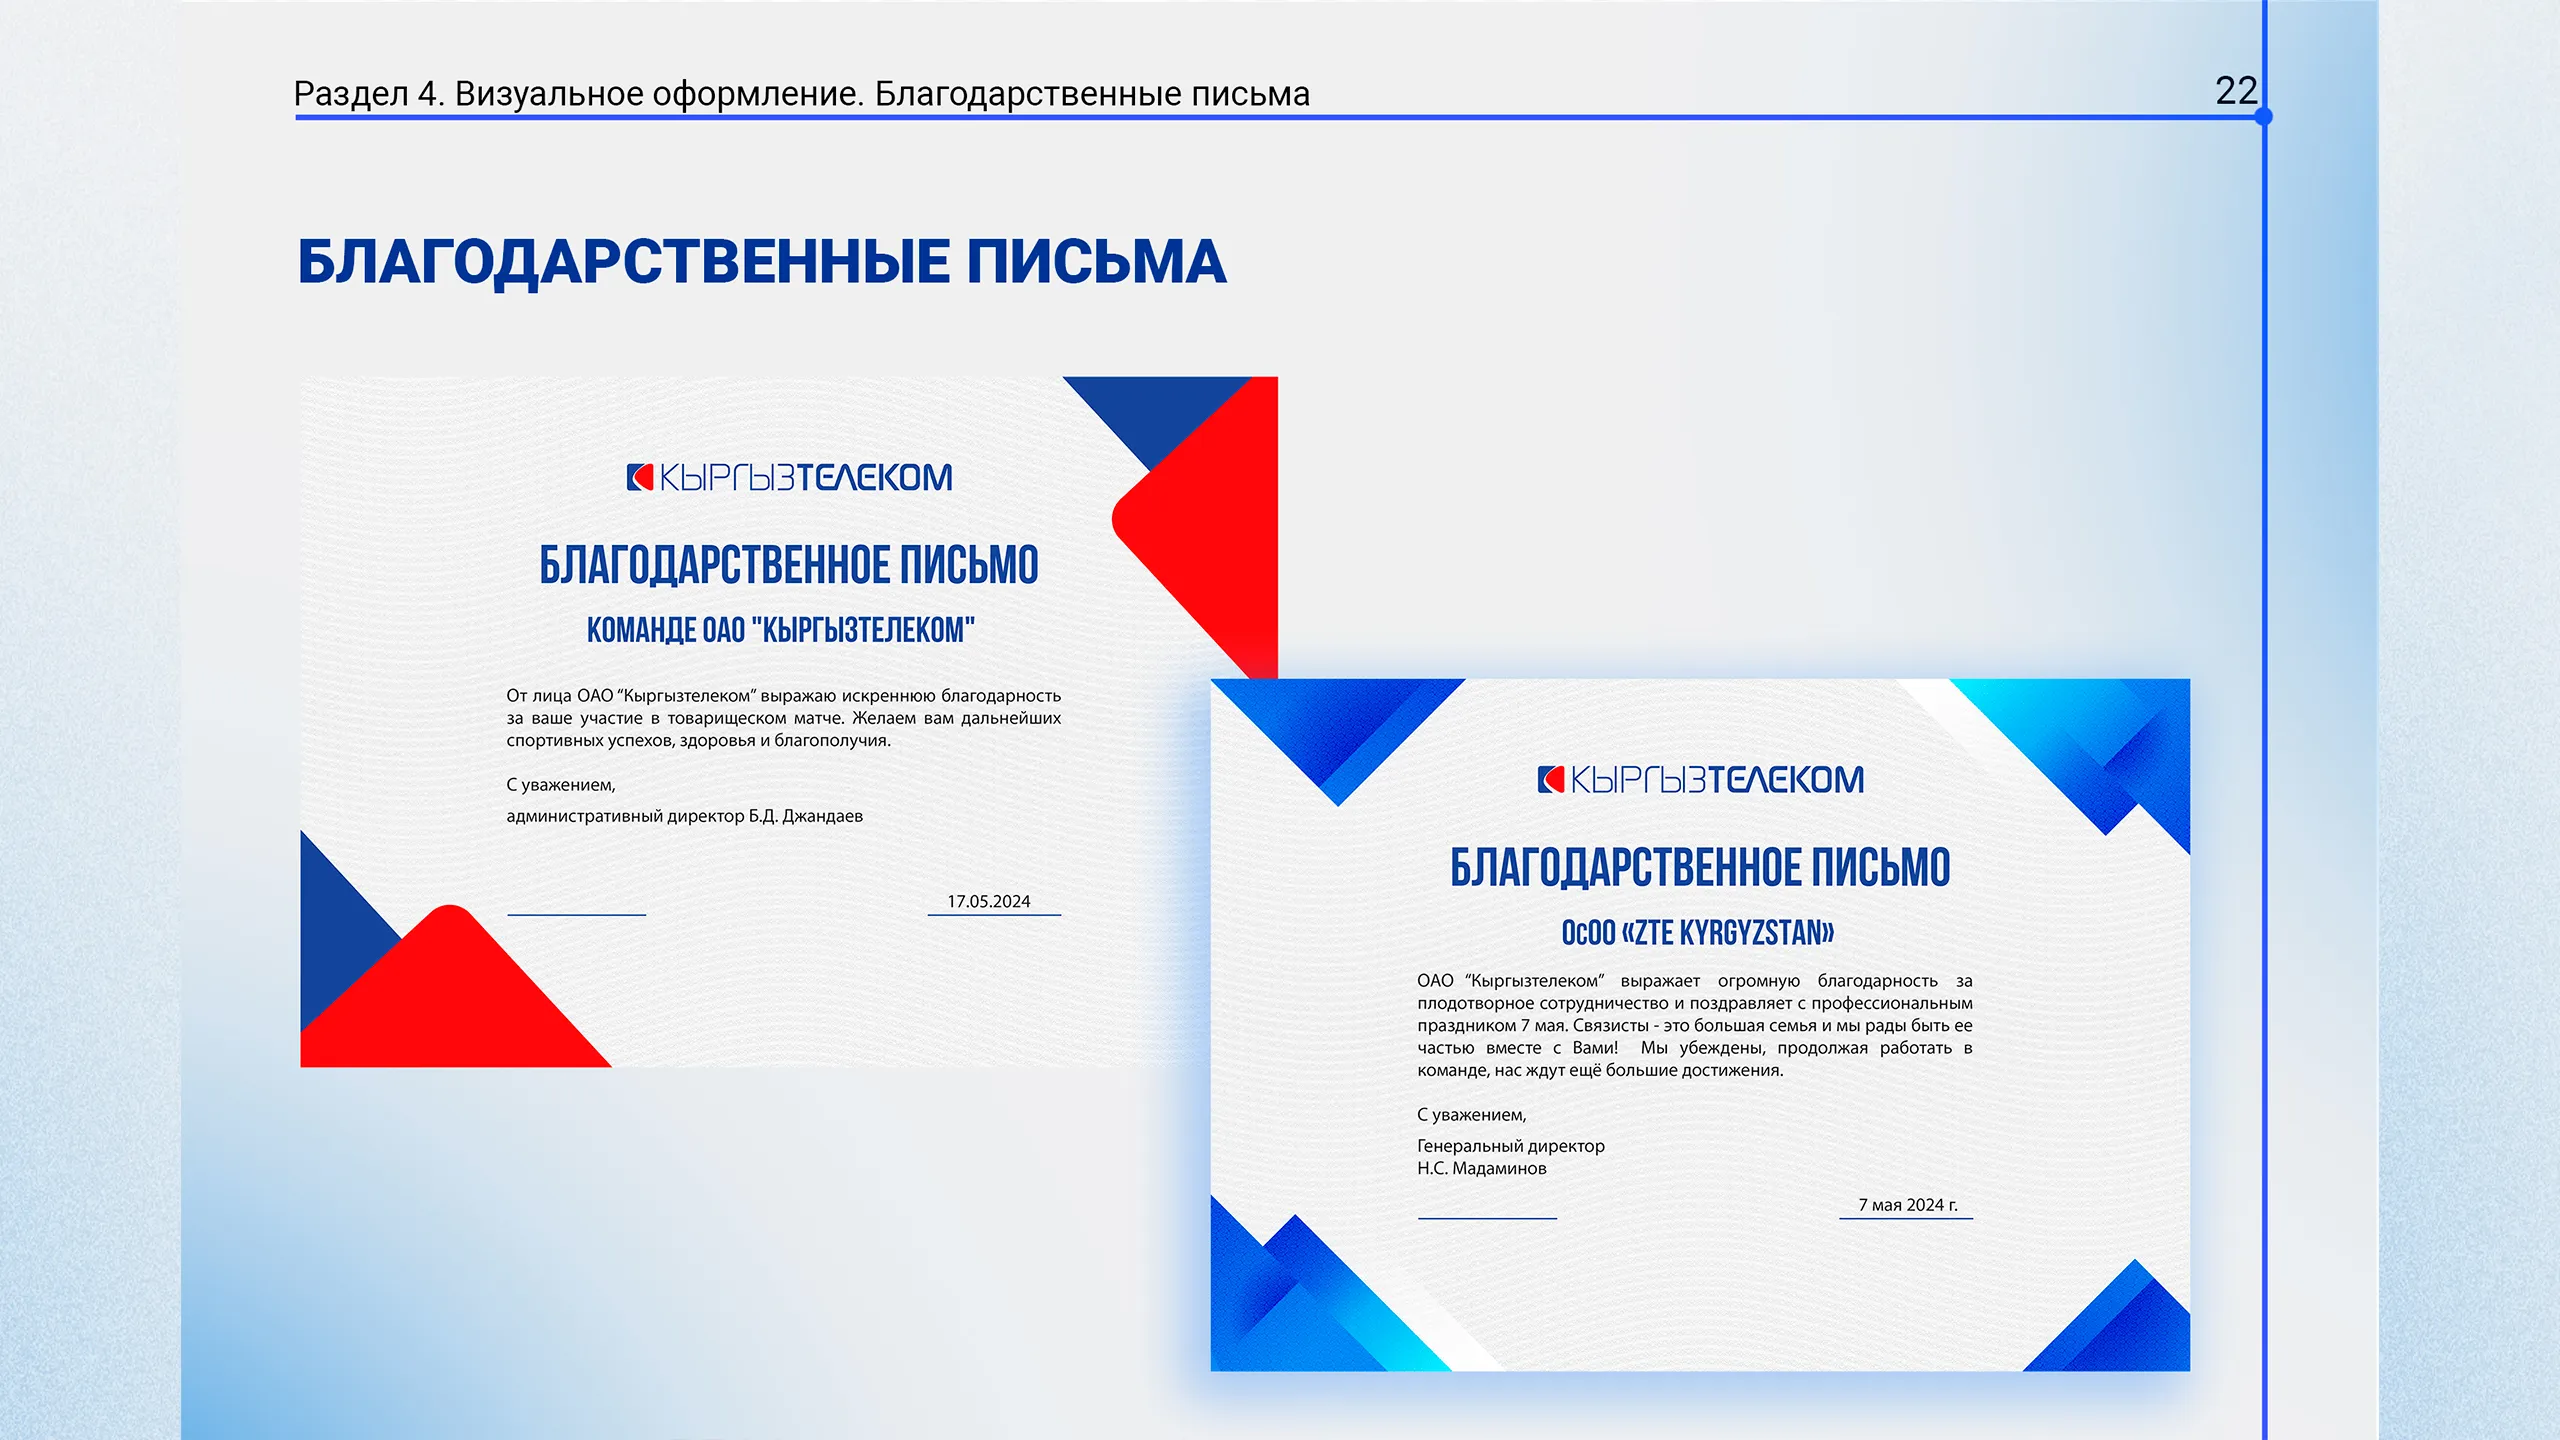 Раздел 4. Визуальное оформление. Благодарственные письма
22
БЛАГОДАРСТВЕННЫЕ ПИСЬМА
КЫРГЫЗТЕЛЕКОМ
БЛАГОДАРСТВЕННОЕ ПИСЬМО
КОМАНДЕ ОАО "КЫРГЫЗТЕЛЕКОМ"
От лица ОАО “Кыргызтелеком” выражаю искреннюю благодарность
за ваше участие в товарищеском матче. Желаем вам дальнейших
спортивных успехов, здоровья и благополучия.
С уважением,
административный директор Б.Д. Джандаев
17.05.2024
КЫРГЫЗТЕЛЕКОМ
БЛАГОДАРСТВЕННОЕ ПИСЬМО
ОсОО «ZTE KYRGYZSTAN»
ОАО “Кыргызтелеком” выражает огромную благодарность за
плодотворное сотрудничество и поздравляет с профессиональным
праздником 7 мая. Связисты - это большая семья и мы рады быть ее
частью вместе с Вами! Мы убеждены, продолжая работать в
команде, нас ждут ещё большие достижения.
С уважением,
Генеральный директор
Н.С. Мадаминов
7 мая 2024 г.